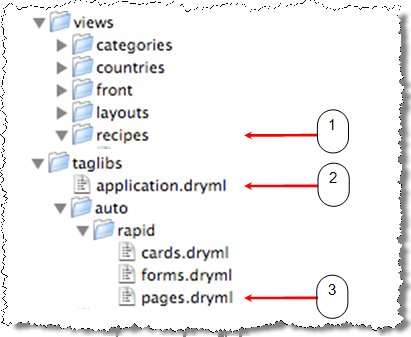 views
categories
countries
front
layouts
recipes 1
taglibs
application.dryml 2
auto
rapid
cards.dryml
forms.dryml
pages.dryml 3